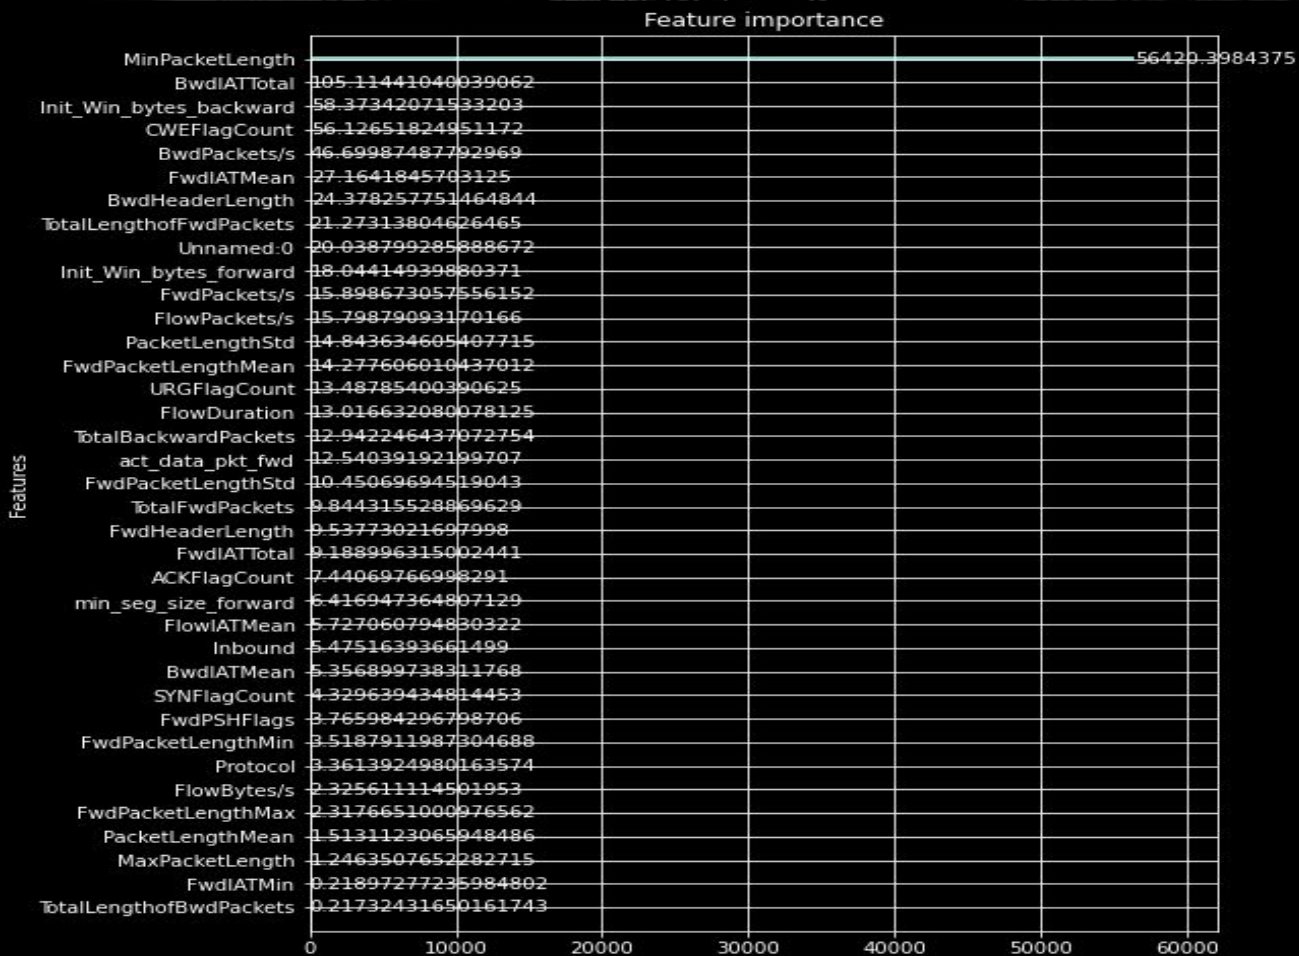 Feature importance
MinPacketLength 56420.3984375
BwdIATTotal 105.11441040039062
Init_Win_bytes_backward 58.37342071533203
CWEFlagCount 56.12651824951172
BwdPackets/s 46.69987487792969
FwdIATMean 27.1641845703125
BwdHeaderLength 24.378257751464844
TotalLengthofFwdPackets 21.27313804626465
Unnamed:0 20.038799285888672
Init_Win_bytes_forward 18.04414939880371
FwdPackets/s 15.898673057556152
FlowPackets/s 15.79879093170166
PacketLengthStd 14.843634605407715
FwdPacketLengthMean 14.277606010437012
URGFlagCount 13.48785400390625
FlowDuration 13.016632080078125
TotalBackwardPackets 12.942246437072754
act_data_pkt_fwd 12.54039192199707
FwdPacketLengthStd 10.45069694519043
TotalFwdPackets 9.844315528869629
FwdHeaderLength 9.53773021697998
FwdIATTotal 9.188996315002441
ACKFlagCount 7.44069766998291
min_seg_size_forward 6.416947364807129
FlowIATMean 5.727060794830322
Inbound 5.47516393661499
BwdIATMean 5.356899738311768
SYNFlagCount 4.329639434814453
FwdPSHFlags 3.765984296798706
FwdPacketLengthMin 3.5187911987304688
Protocol 3.3613924980163574
FlowBytes/s 2.325611114501953
FwdPacketLengthMax 2.3176651000976562
PacketLengthMean 1.5131123065948486
MaxPacketLength 1.2463507652282715
FwdIATMin 0.218972772359848​02
TotalLengthofBwdPackets 0.21732431650161743
0 10000 20000 30000 40000 50000 60000
Features